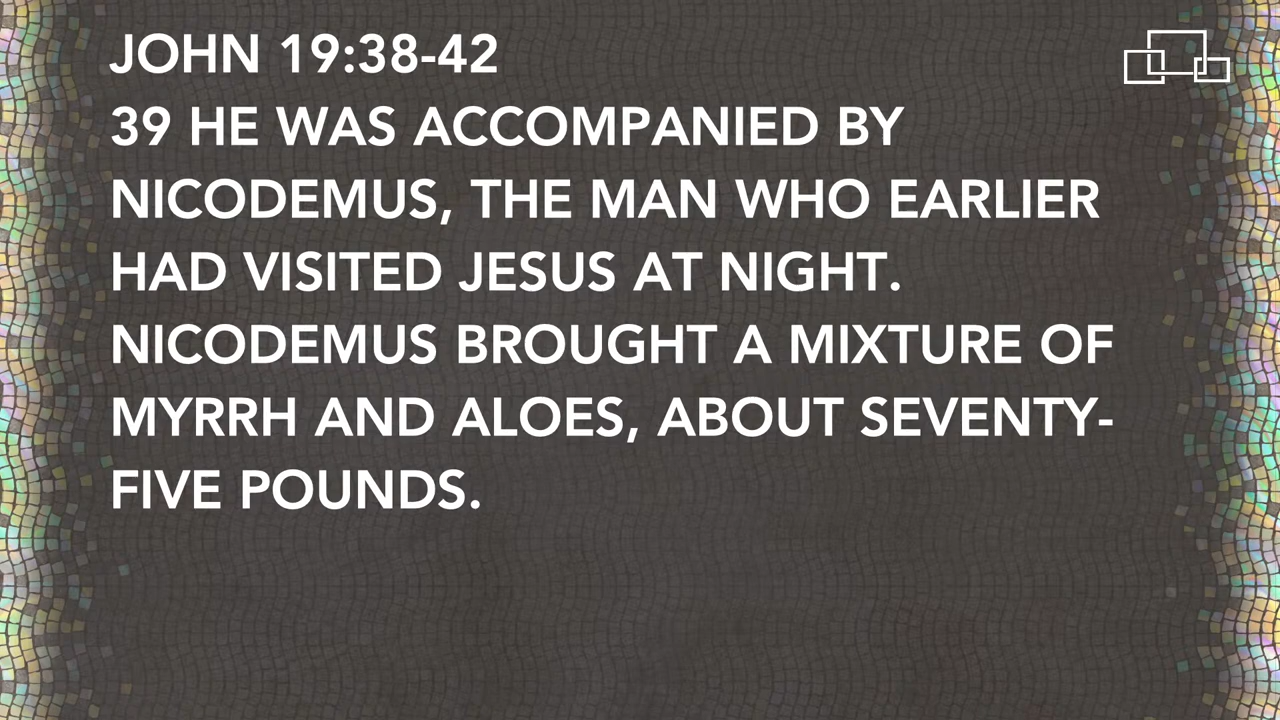 JOHN 19:38-42
39 HE WAS ACCOMPANIED BY
NICODEMUS, THE MAN WHO EARLIER
HAD VISITED JESUS AT NIGHT.
NICODEMUS BROUGHT A MIXTURE OF
MYRRH AND ALOES, ABOUT SEVENTY-
FIVE POUNDS.